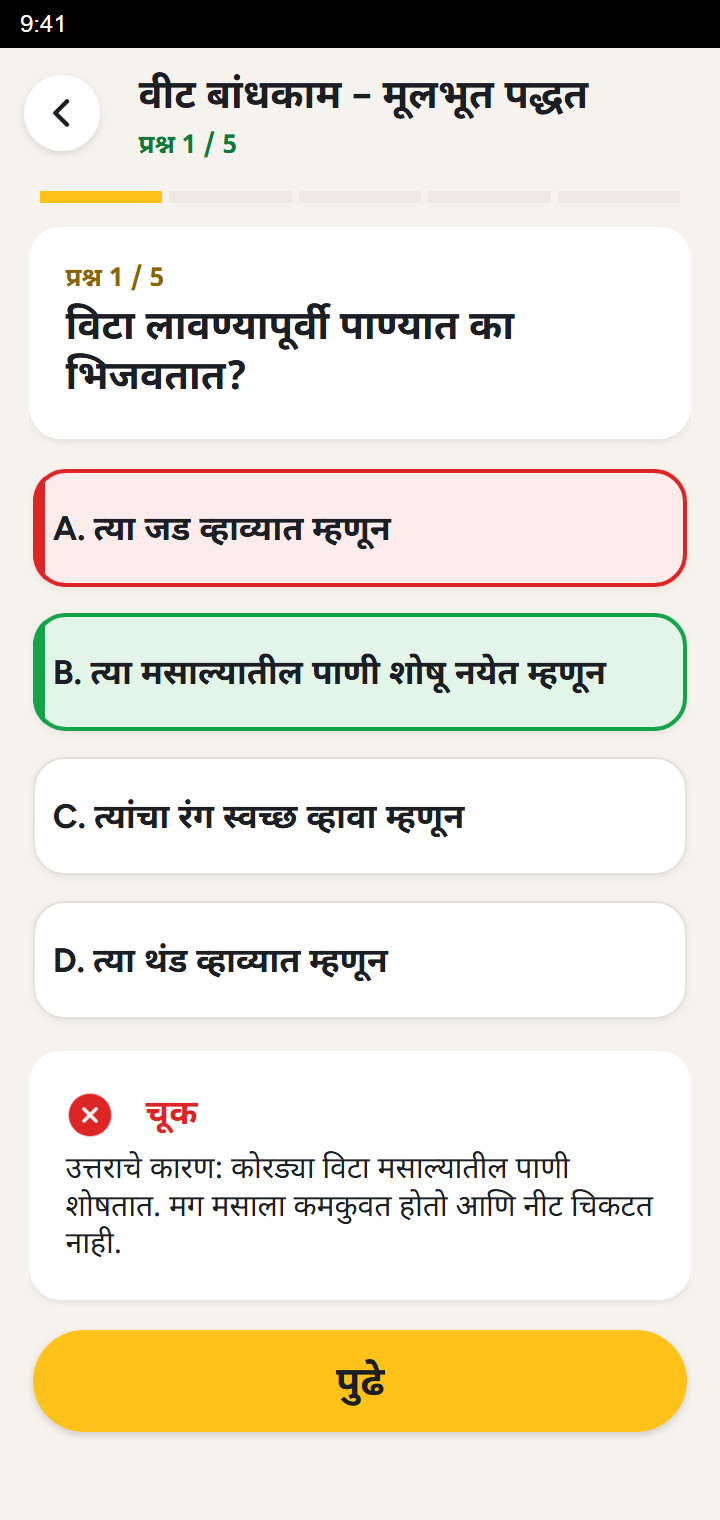 9:41
वीट बांधकाम – मूलभूत पद्धत
प्रश्न 1 / 5
प्रश्न 1 / 5
विटा लावण्यापूर्वी पाण्यात का
भिजवतात?
A. त्या जड व्हाव्यात म्हणून
B. त्या मसाल्यातील पाणी शोषू नयेत म्हणून
C. त्यांचा रंग स्वच्छ व्हावा म्हणून
D. त्या थंड व्हाव्यात म्हणून
चूक
उत्तराचे कारण: कोरड्या विटा मसाल्यातील पाणी
शोषतात. मग मसाला कमकुवत होतो आणि नीट चिकटत
नाही.
पुढे